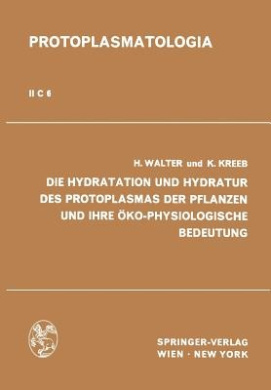 PROTOPLASMATOLOGIA
II C 6
H. WALTER und K. KREEB
DIE HYDRATATION UND HYDRATUR
DES PROTOPLASMAS DER PFLANZEN
UND IHRE ÖKO-PHYSIOLOGISCHE
BEDEUTUNG
SPRINGER-VERLAG
WIEN · NEW YORK